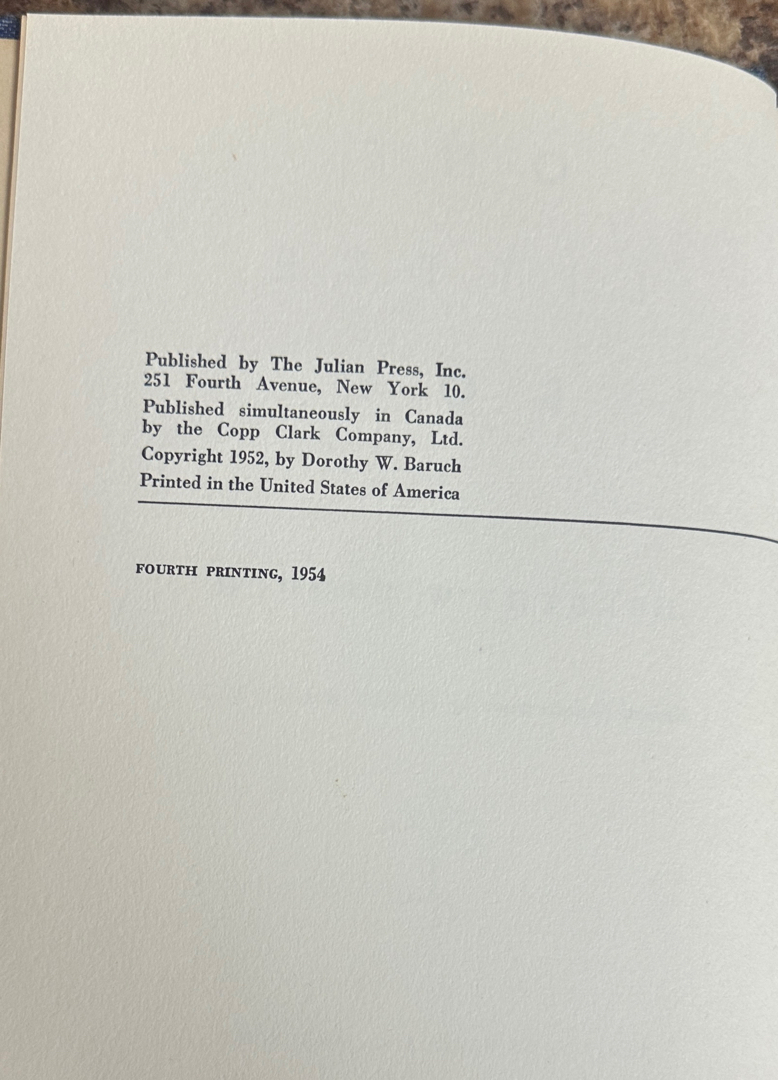 Published by The Julian Press, Inc.
251 Fourth Avenue, New York 10.
Published simultaneously in Canada
by the Copp Clark Company, Ltd.
Copyright 1952, by Dorothy W. Baruch
Printed in the United States of America
FOURTH PRINTING, 1954